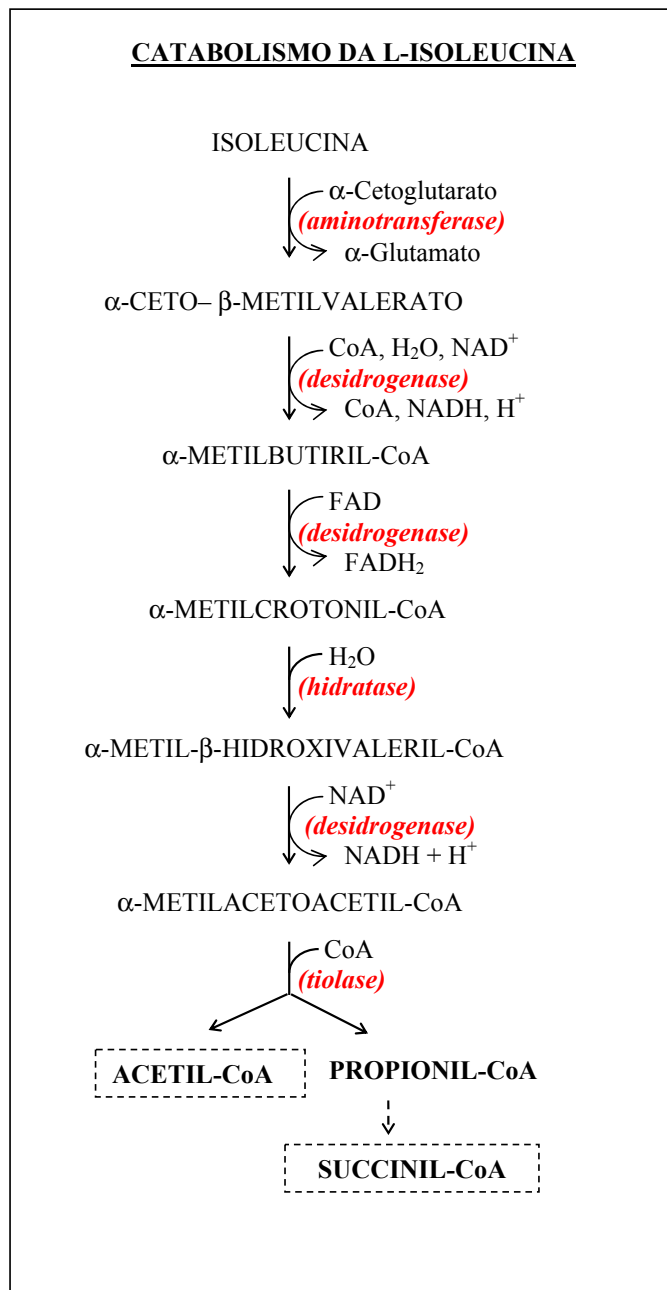 CATABOLISMO DA L-ISOLEUCINA
ISOLEUCINA
α-Cetoglutarato
(aminotransferase)
α-Glutamato
α-CETO– β-METILVALERATO
CoA, H₂O, NAD⁺
(desidrogenase)
CoA, NADH, H⁺
α-METILBUTIRIL-CoA
FAD
(desidrogenase)
FADH₂
α-METILCROTONIL-CoA
H₂O
(hidratase)
α-METIL-β-HIDROXIVALERIL-CoA
NAD⁺
(desidrogenase)
NADH + H⁺
α-METILACETOACETIL-CoA
CoA
(tiolase)
ACETIL-CoA PROPIONIL-CoA
SUCCINIL-CoA